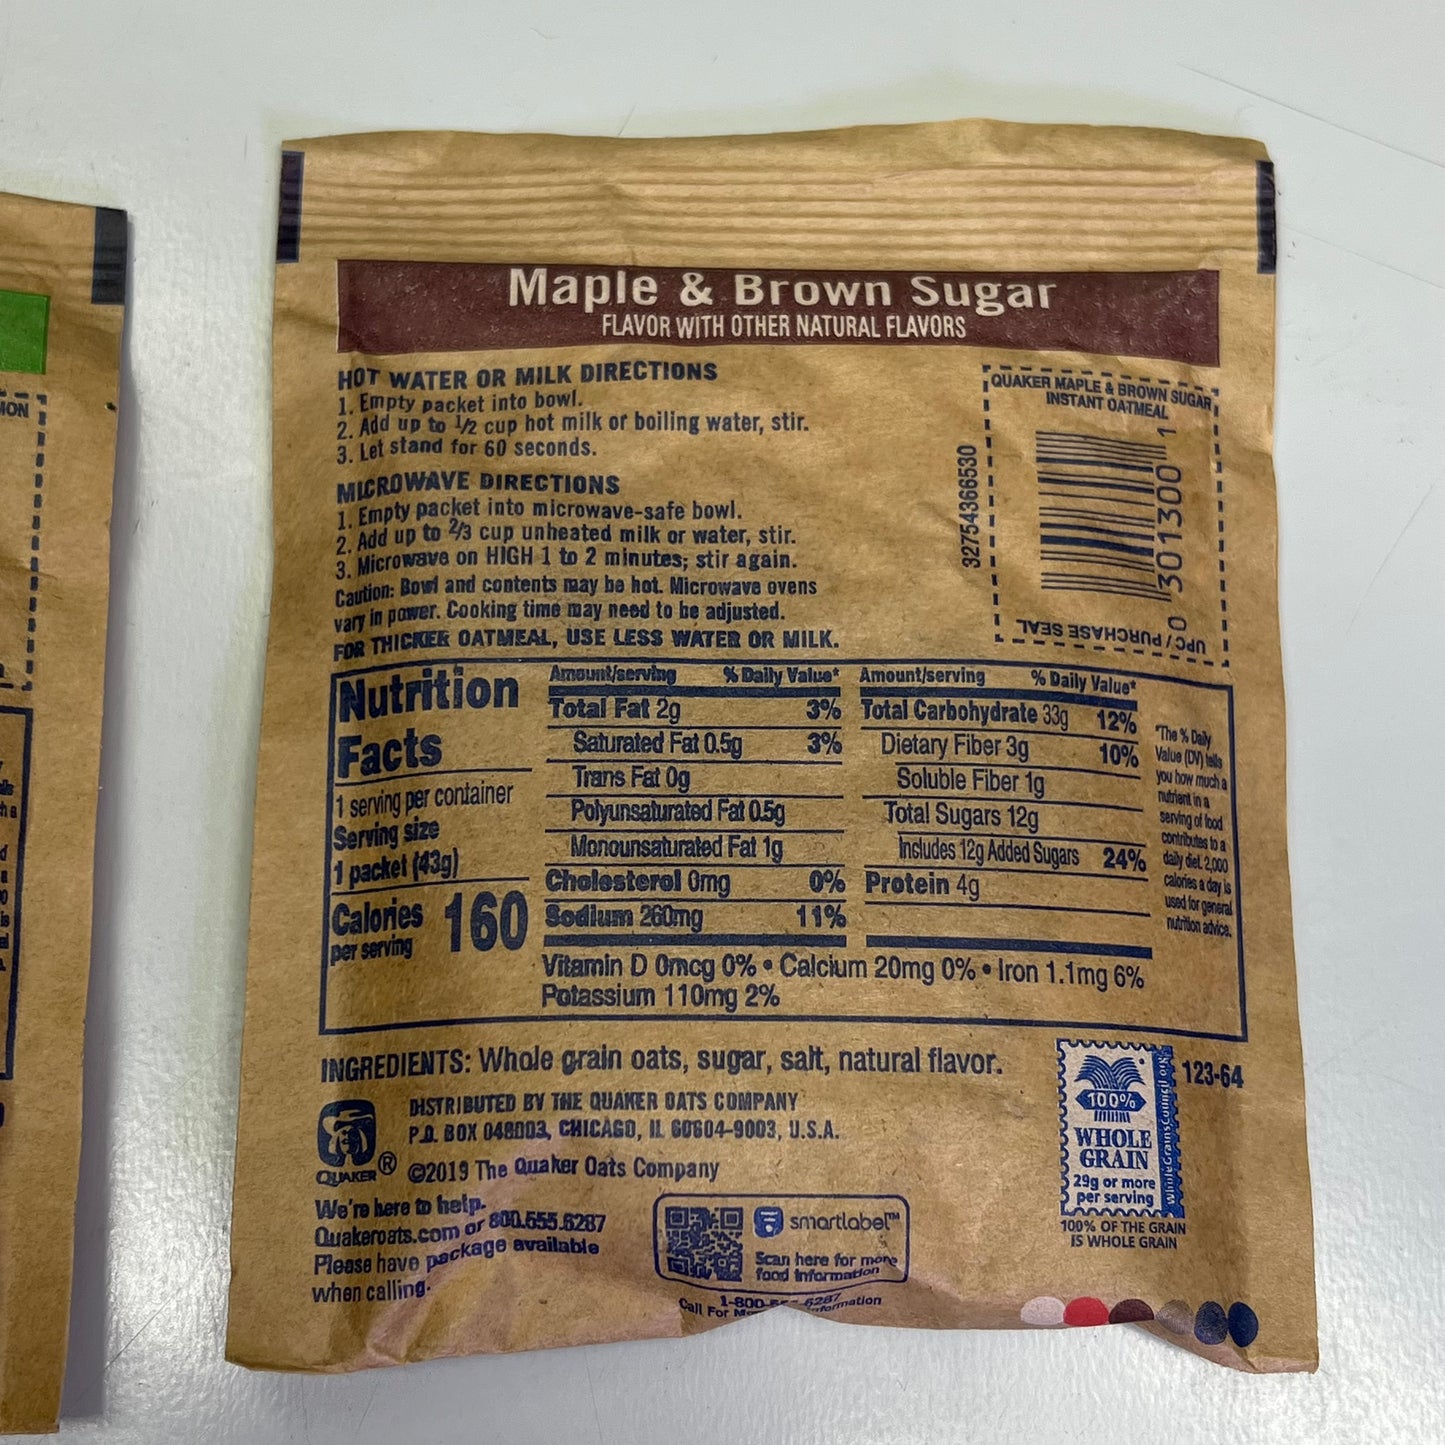 Maple & Brown Sugar
FLAVOR WITH OTHER NATURAL FLAVORS
HOT WATER OR MILK DIRECTIONS
1. Empty packet into bowl.
2. Add up to 1/2 cup hot milk or boiling water, stir.
3. Let stand for 60 seconds.
MICROWAVE DIRECTIONS
1. Empty packet into microwave-safe bowl.
2. Add up to 2/3 cup unheated milk or water, stir.
3. Microwave on HIGH 1 to 2 minutes; stir again.
Caution: Bowl and contents may be hot. Microwave ovens
vary in power. Cooking time may need to be adjusted.
FOR THICKER OATMEAL, USE LESS WATER OR MILK.
32754366530
QUAKER MAPLE & BROWN SUGAR
INSTANT OATMEAL
0 3013001 1
UPC / PURCHASE SEAL
Nutrition
Facts
1 serving per container
Serving size
1 packet (43g)
Calories 160
per serving
Amount/serving % Daily Value*
Total Fat 2g 3%
Saturated Fat 0.5g 3%
Trans Fat 0g
Polyunsaturated Fat 0.5g
Monounsaturated Fat 1g
Cholesterol 0mg 0%
Sodium 260mg 11%
Amount/serving % Daily Value*
Total Carbohydrate 33g 12%
Dietary Fiber 3g 10%
Soluble Fiber 1g
Total Sugars 12g
Includes 12g Added Sugars 24%
Protein 4g
*The % Daily
Value (DV) tells
you how much a
nutrient in a
serving of food
contributes to a
daily diet. 2,000
calories a day is
used for general
nutrition advice.
Vitamin D 0mcg 0% • Calcium 20mg 0% • Iron 1.1mg 6%
Potassium 110mg 2%
INGREDIENTS: Whole grain oats, sugar, salt, natural flavor.
DISTRIBUTED BY THE QUAKER OATS COMPANY
P.O. BOX 049003, CHICAGO, IL 60604-9003, U.S.A.
QUAKER ®
©2019 The Quaker Oats Company
We're here to help.
Quakeroats.com or 800.555.6287
Please have package available
when calling.
smartlabel™
Scan here for more
food information
1-800- 6287
Call For
100%
WHOLE
GRAIN
29g or more
per serving
WholeGrainsCouncil.org
100% OF THE GRAIN
IS WHOLE GRAIN
123-64